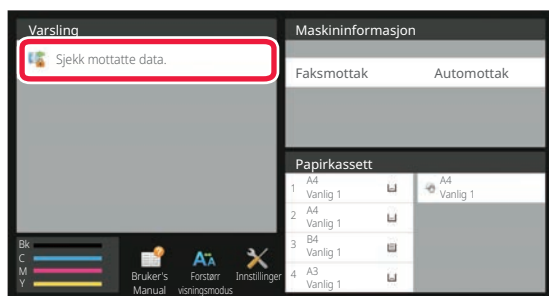 Varsling
Sjekk mottatte data.
Maskininformasjon
Faksmottak Automottak
Papirkassett
1 A4
Vanlig 1
A4
Vanlig 1
2 A4
Vanlig 1
3 B4
Vanlig 1
4 A3
Vanlig 1
Bk
C
M
Y
Bruker's
Manual
Forstørr
visningsmodus
Innstillinger